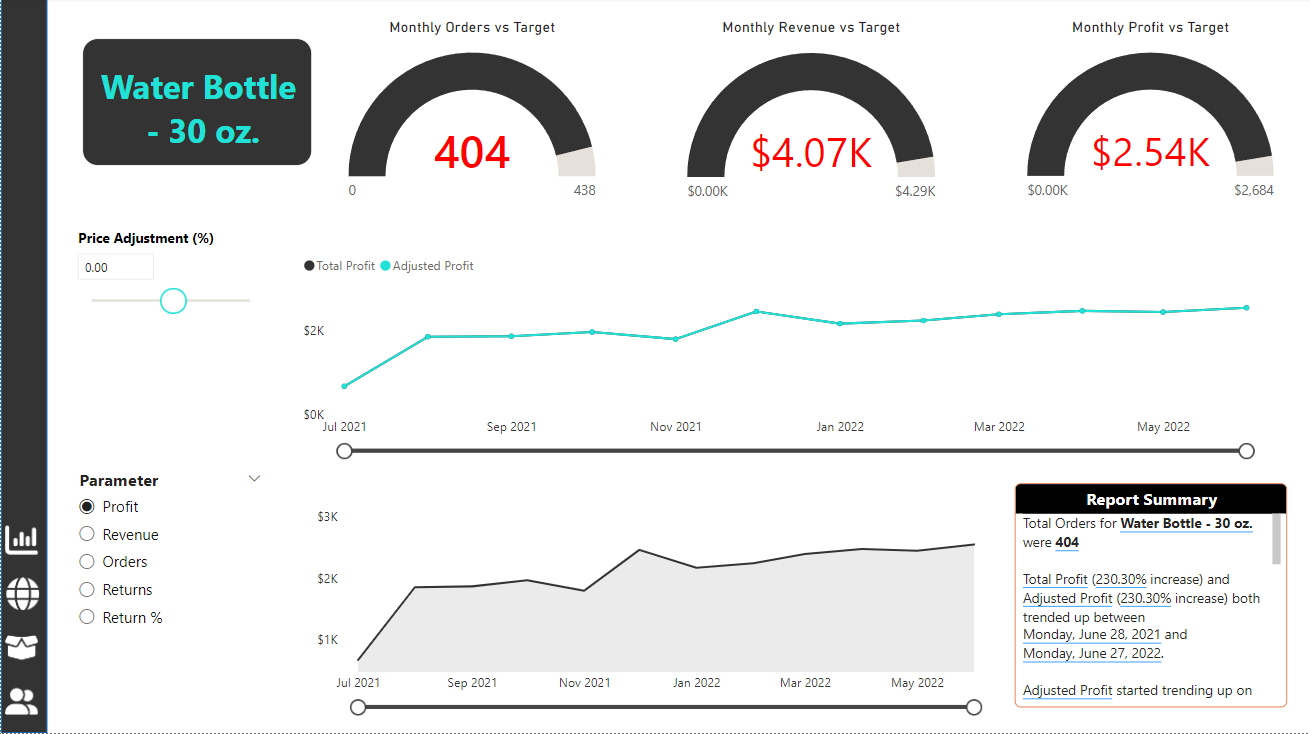 Water Bottle
- 30 oz.
Monthly Orders vs Target
404
0
438
Monthly Revenue vs Target
$4.07K
$0.00K
$4.29K
Monthly Profit vs Target
$2.54K
$0.00K
$2,684
Price Adjustment (%)
0.00
Total Profit Adjusted Profit
$2K
$0K
Jul 2021 Sep 2021 Nov 2021 Jan 2022 Mar 2022 May 2022
Parameter
Profit
Revenue
Orders
Returns
Return %
$3K
$2K
$1K
Jul 2021 Sep 2021 Nov 2021 Jan 2022 Mar 2022 May 2022
Report Summary
Total Orders for Water Bottle - 30 oz.
were 404
Total Profit (230.30% increase) and
Adjusted Profit (230.30% increase) both
trended up between
Monday, June 28, 2021 and
Monday, June 27, 2022.
Adjusted Profit started trending up on